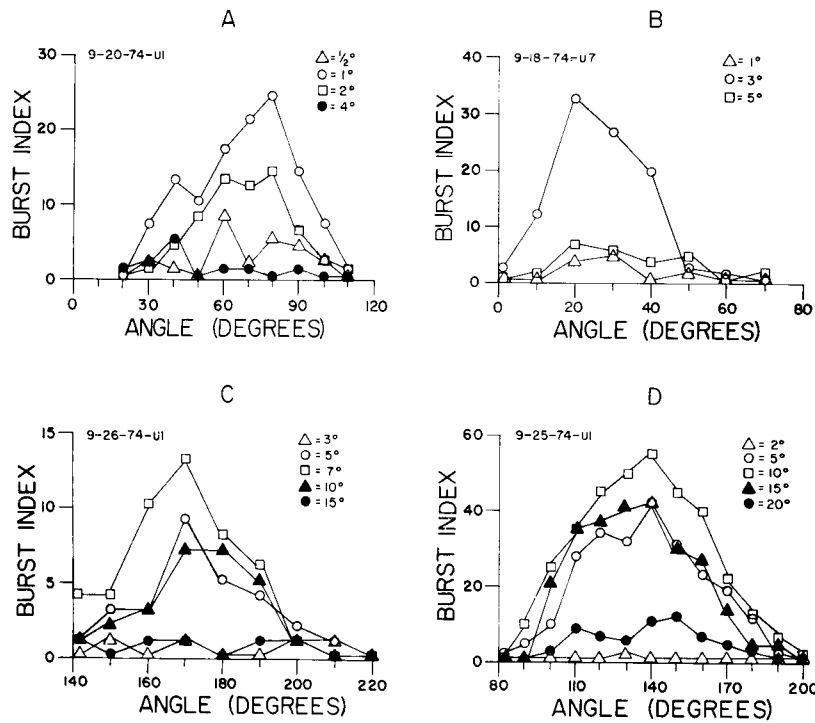 A
9-20-74-U1
△=½°
○=1°
□=2°
●=4°
30
20
10
0
BURST INDEX
0 30 60 90 120
ANGLE (DEGREES)
B
9-18-74-U7
△=1°
○=3°
□=5°
40
30
20
10
0
BURST INDEX
0 20 40 60 80
ANGLE (DEGREES)
C
9-26-74-U1
△=3°
○=5°
□=7°
▲=10°
●=15°
15
10
5
0
BURST INDEX
140 160 180 200 220
ANGLE (DEGREES)
D
9-25-74-U1
△=2°
○=5°
□=10°
▲=15°
●=20°
60
40
20
0
BURST INDEX
80 110 140 170 200
ANGLE (DEGREES)